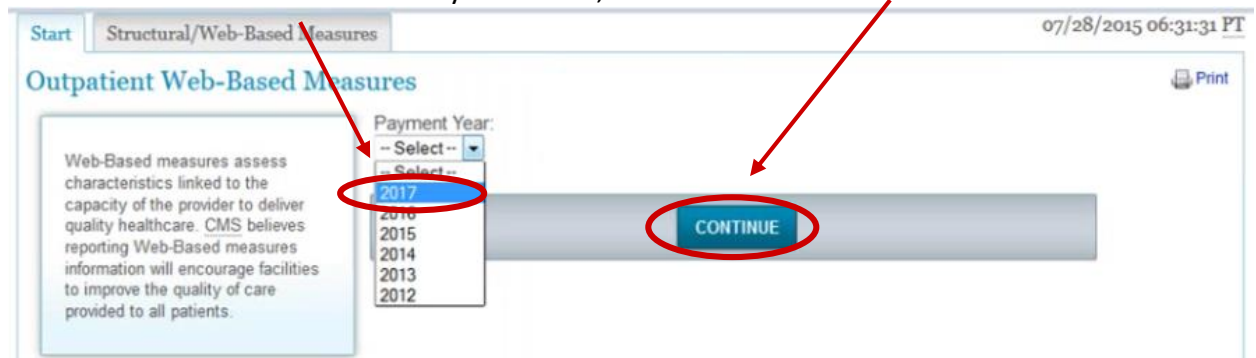 Start Structural/Web-Based Measures 07/28/2015 06:31:31 PT
Outpatient Web-Based Measures Print
Payment Year:
-- Select --
-- Select --
2017
2016
2015
2014
2013
2012
Web-Based measures assess
characteristics linked to the
capacity of the provider to deliver
quality healthcare. CMS believes
reporting Web-Based measures
information will encourage facilities
to improve the quality of care
provided to all patients.
CONTINUE